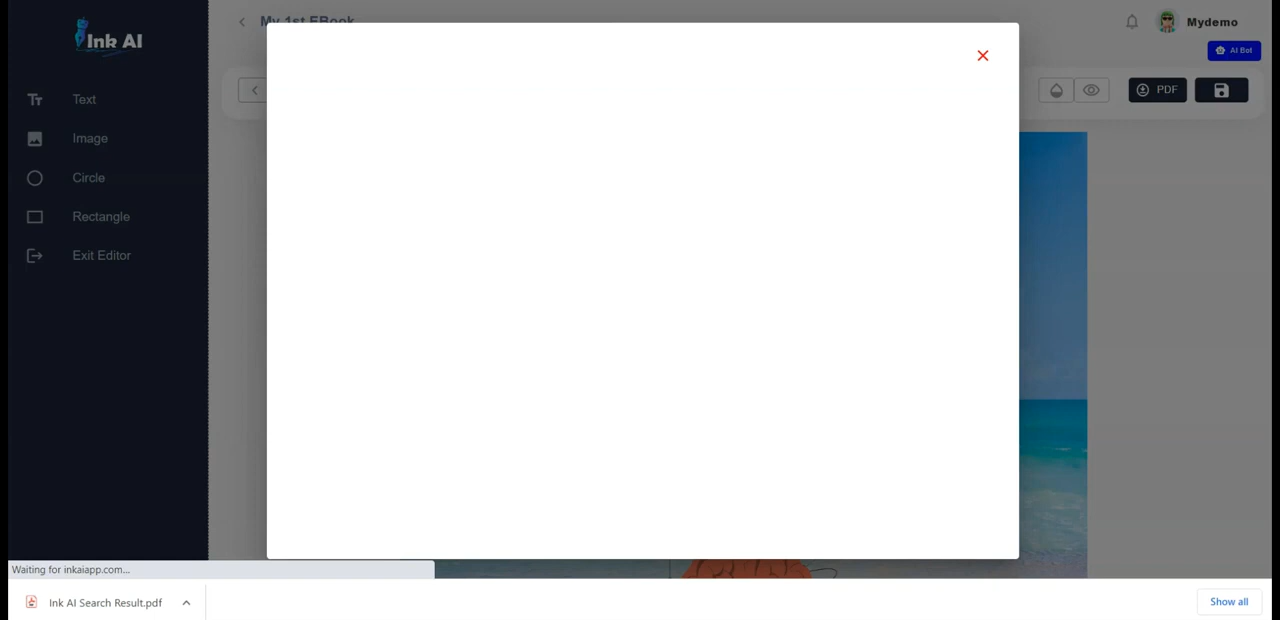 Ink AI
My 1st EBook
Mydemo
AI Bot
Text
PDF
Image
Circle
Rectangle
Exit Editor
Waiting for inkaiapp.com...
Ink AI Search Result.pdf
Show all